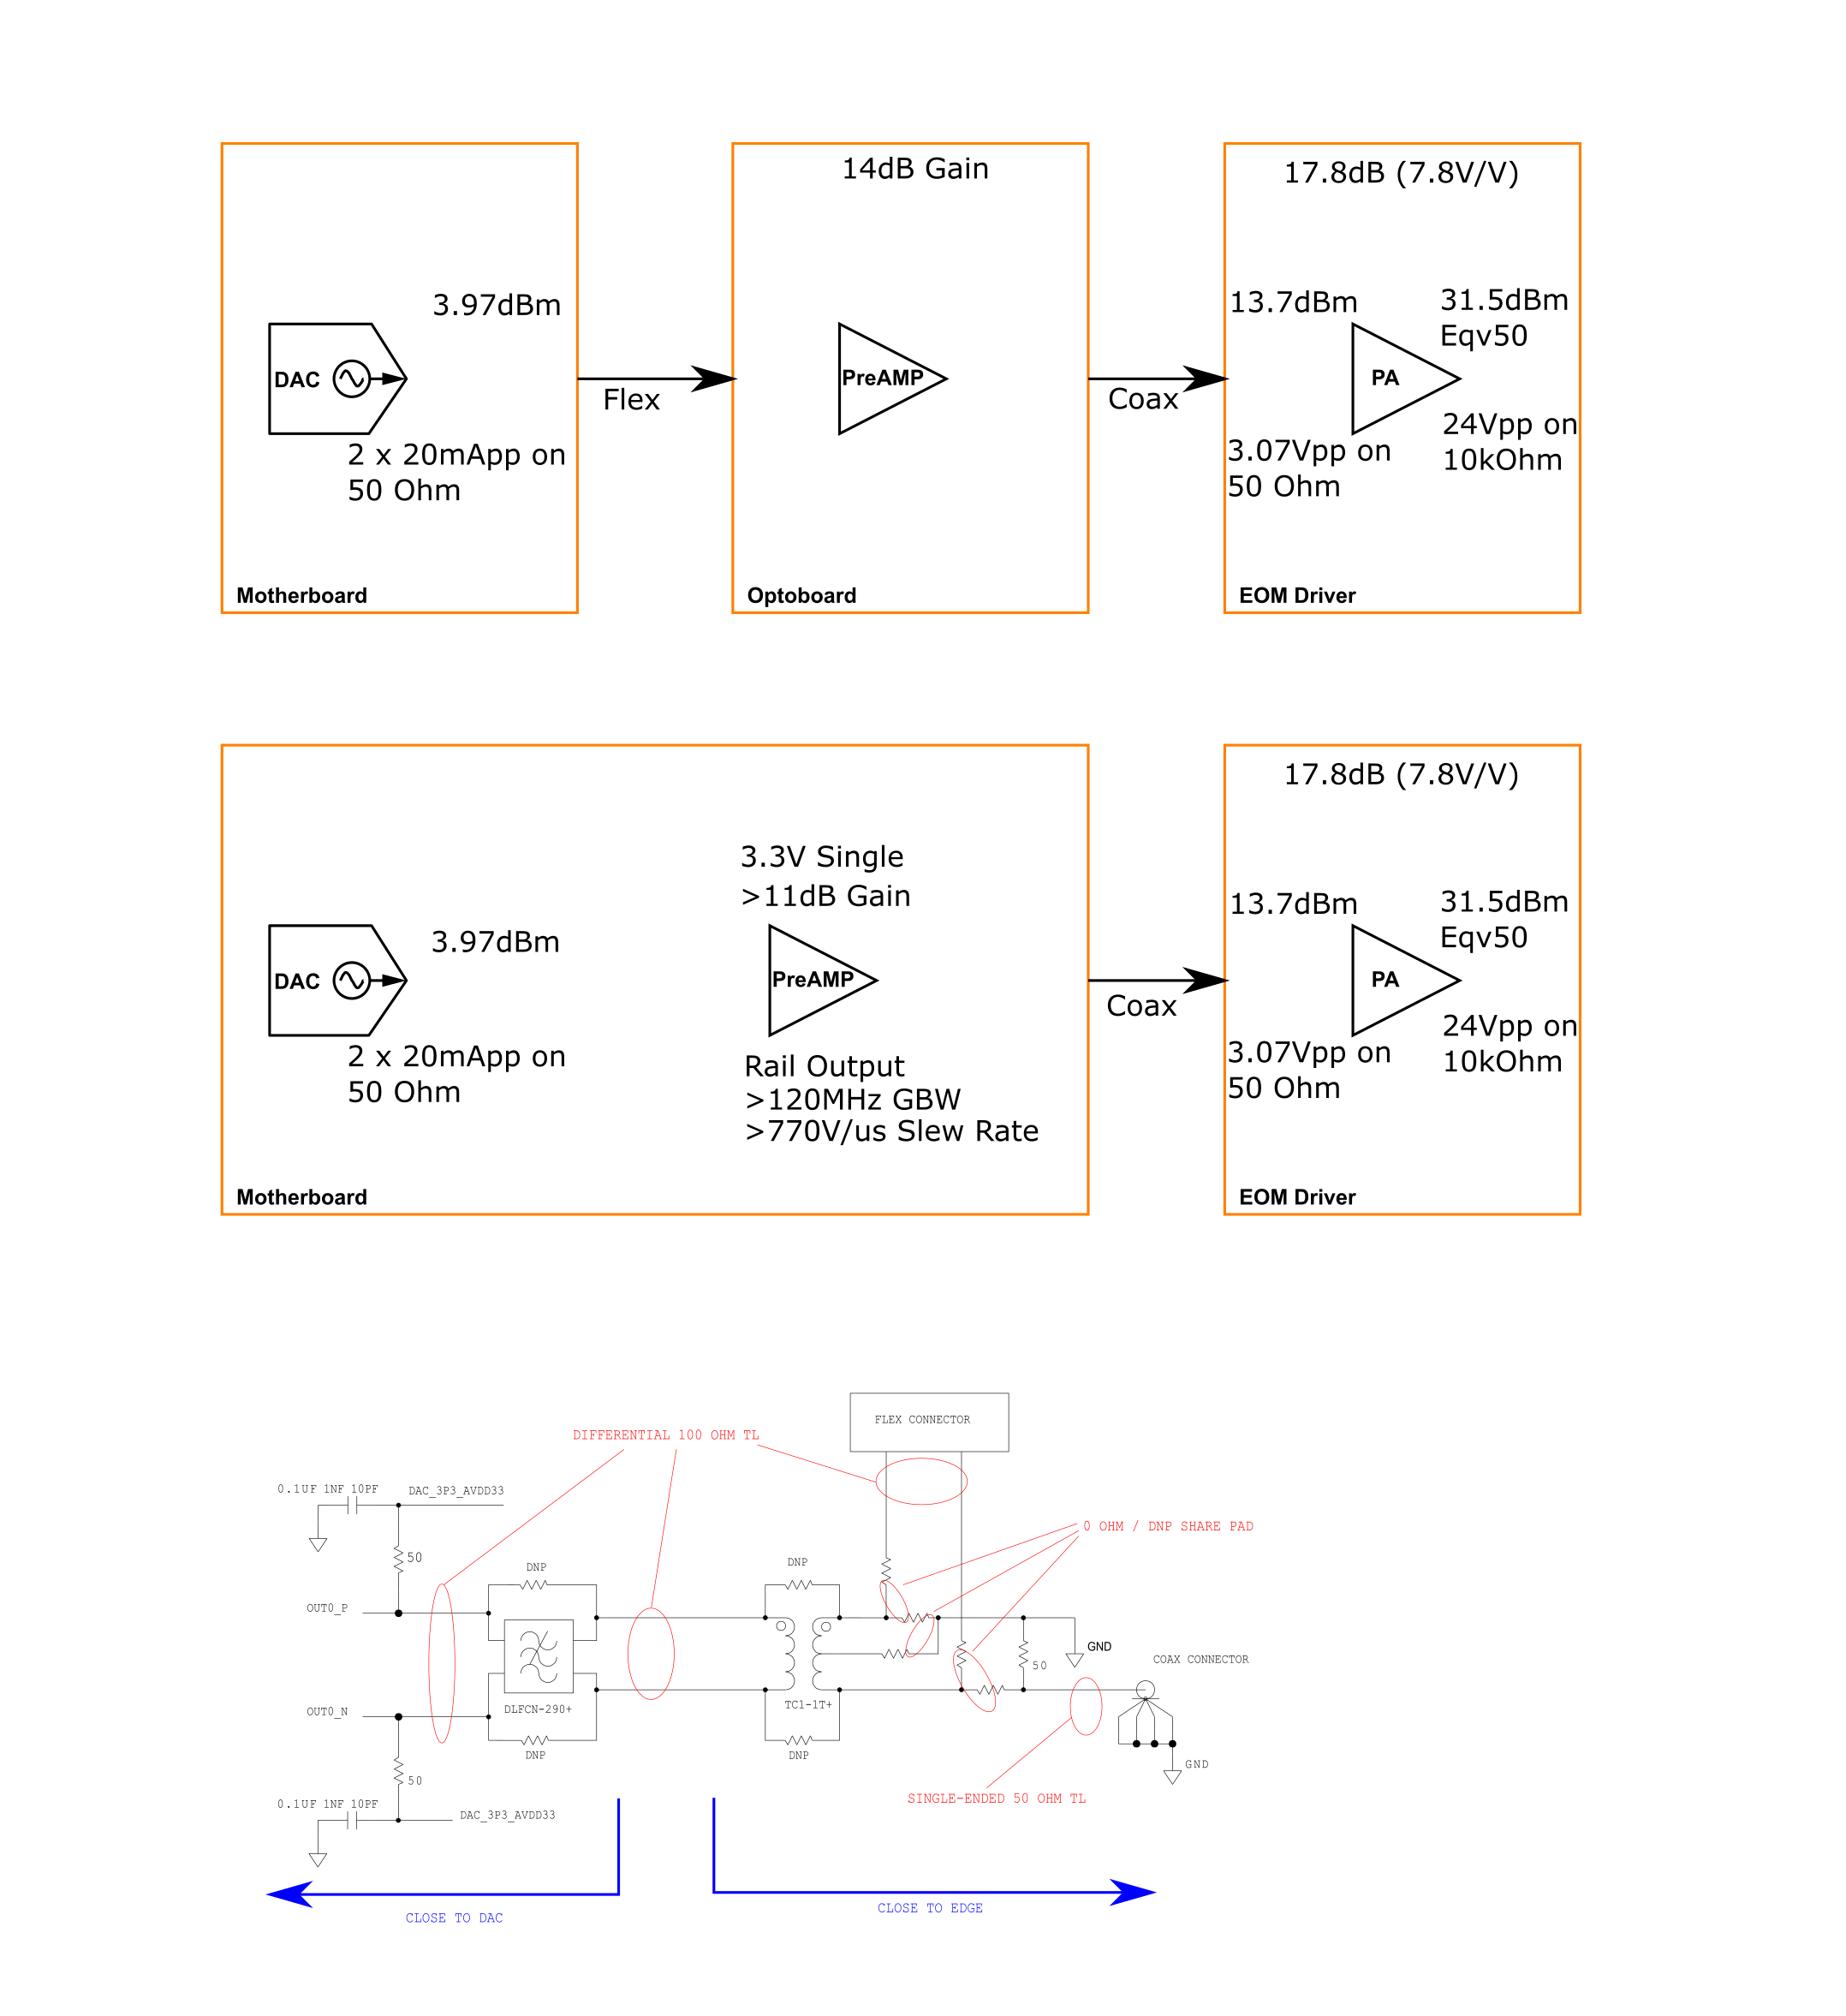 14dB Gain
17.8dB (7.8V/V)
3.97dBm
13.7dBm
31.5dBm
Eqv50
DAC
PreAMP
PA
Flex
Coax
2 x 20mApp on
50 Ohm
3.07Vpp on
50 Ohm
24Vpp on
10kOhm
Motherboard
Optoboard
EOM Driver
17.8dB (7.8V/V)
3.3V Single
>11dB Gain
3.97dBm
13.7dBm
31.5dBm
Eqv50
DAC
PreAMP
PA
Coax
2 x 20mApp on
50 Ohm
Rail Output
>120MHz GBW
>770V/us Slew Rate
3.07Vpp on
50 Ohm
24Vpp on
10kOhm
Motherboard
EOM Driver
FLEX CONNECTOR
DIFFERENTIAL 100 OHM TL
0.1UF 1NF 10PF
DAC_3P3_AVDD33
0 OHM / DNP SHARE PAD
50
DNP
DNP
OUT0_P
GND
50
COAX CONNECTOR
OUT0_N
DLFCN-290+
TC1-1T+
DNP
DNP
GND
50
SINGLE-ENDED 50 OHM TL
0.1UF 1NF 10PF
DAC_3P3_AVDD33
CLOSE TO DAC
CLOSE TO EDGE